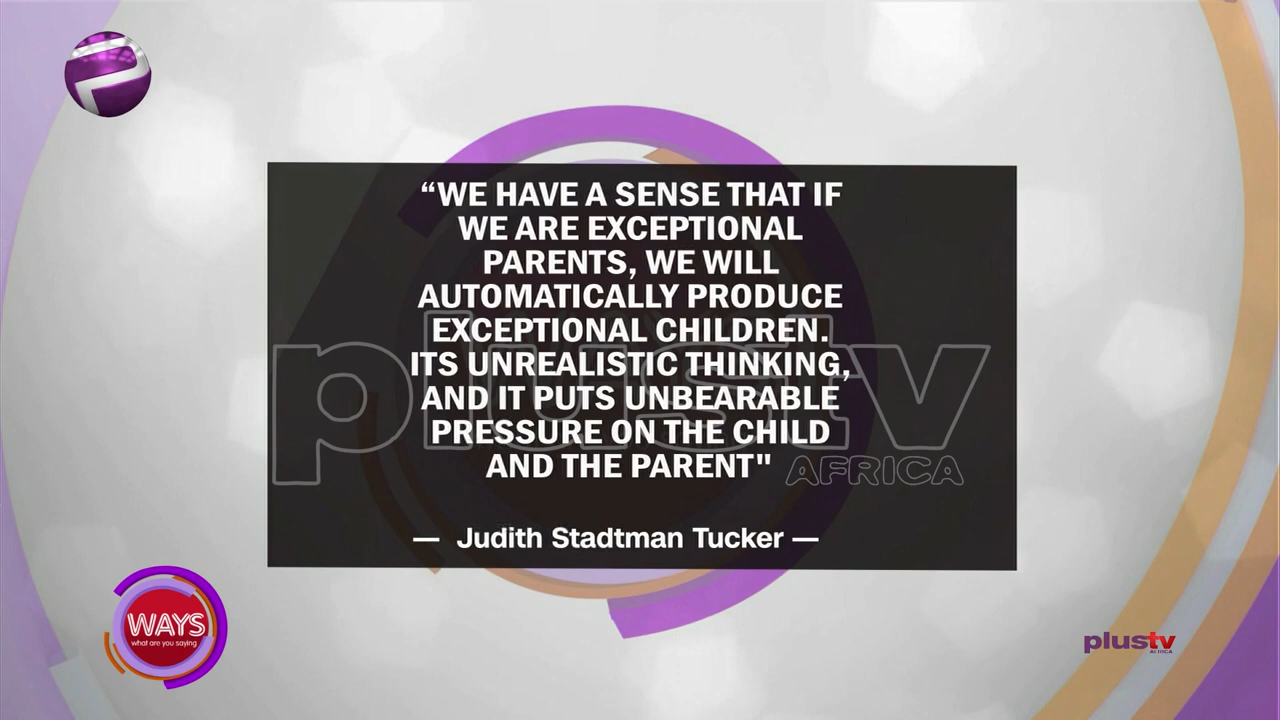 “WE HAVE A SENSE THAT IF
WE ARE EXCEPTIONAL
PARENTS, WE WILL
AUTOMATICALLY PRODUCE
EXCEPTIONAL CHILDREN.
ITS UNREALISTIC THINKING,
AND IT PUTS UNBEARABLE
PRESSURE ON THE CHILD
AND THE PARENT"
— Judith Stadtman Tucker —
plustv
AFRICA
WAYS
what are you saying
plustv
AFRICA